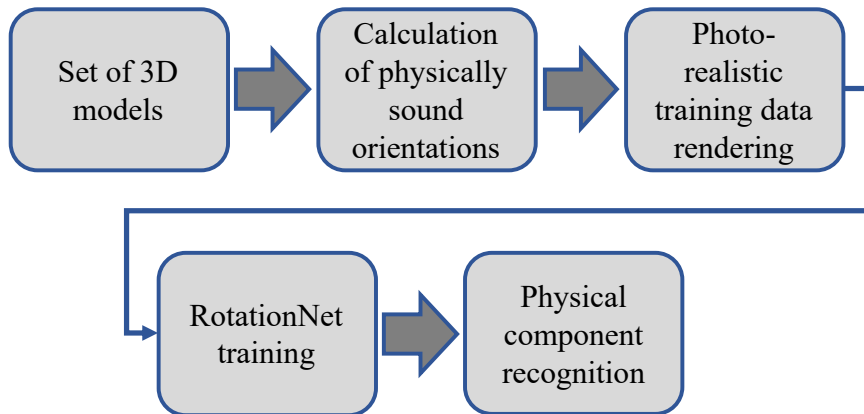 Set of 3D
models
Calculation
of physically
sound
orientations
Photo-
realistic
training data
rendering
RotationNet
training
Physical
component
recognition